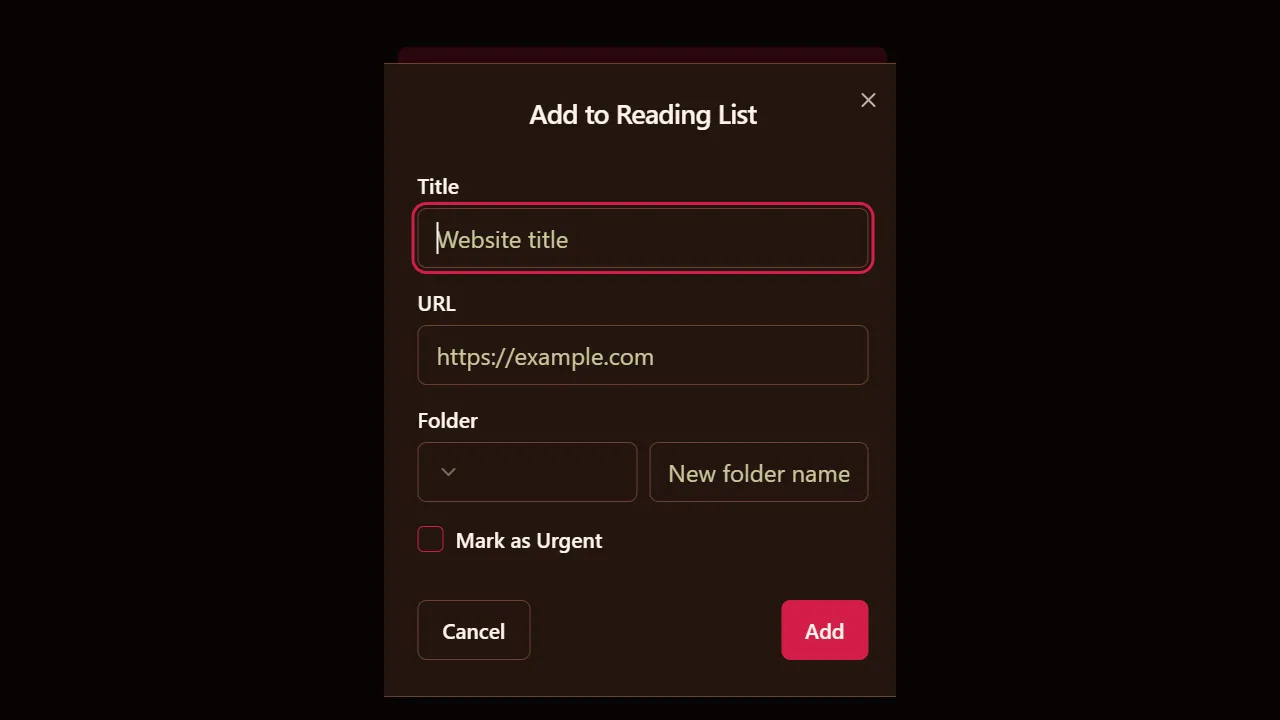 Add to Reading List
Title
Website title
URL
https://example.com
Folder
New folder name
Mark as Urgent
Cancel
Add